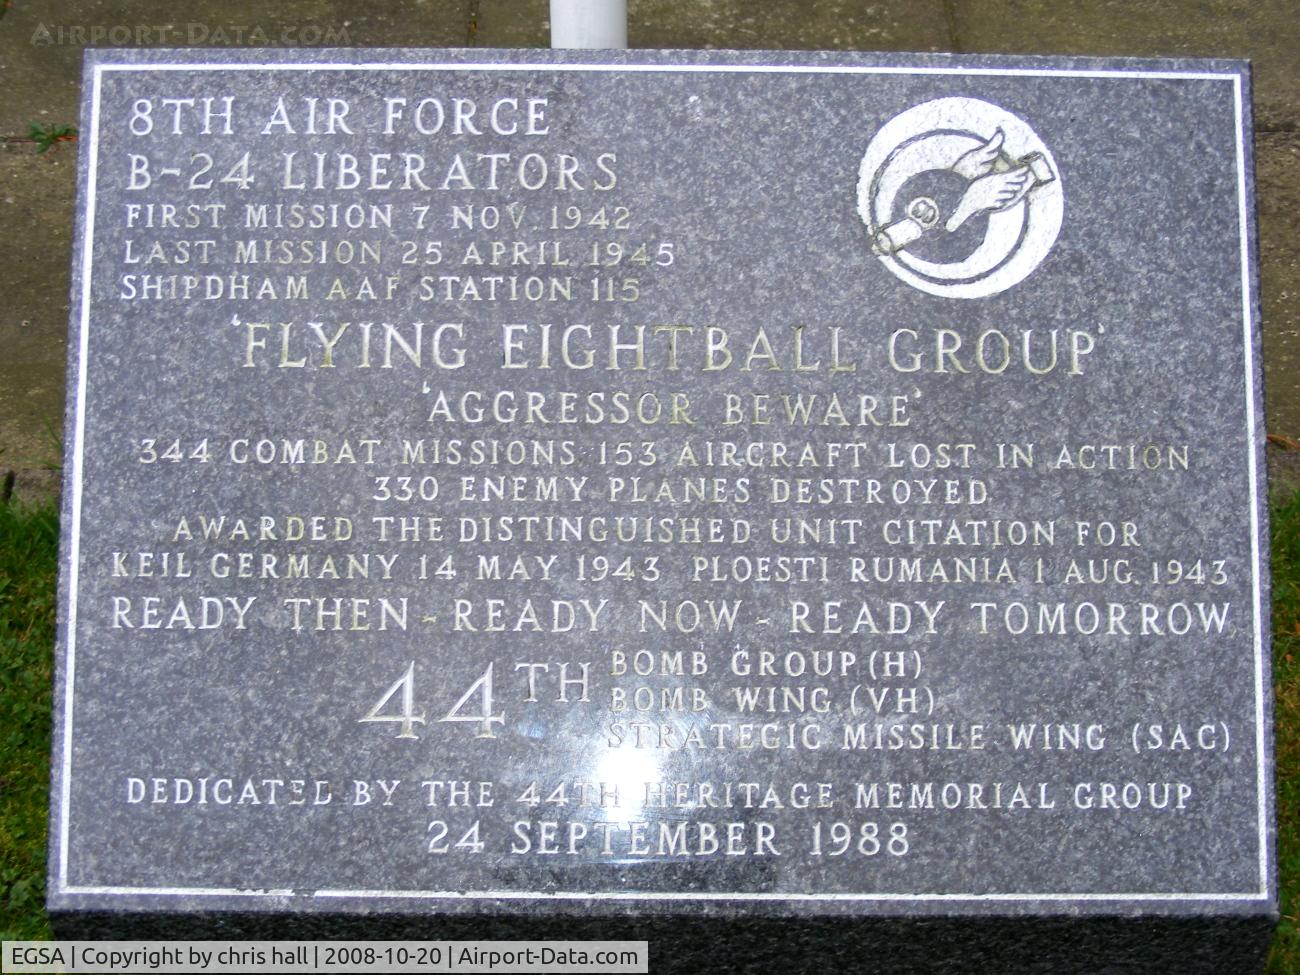 AIRPORT-DATA.COM
8TH AIR FORCE
B-24 LIBERATORS
FIRST MISSION 7 NOV. 1942
LAST MISSION 25 APRIL 1945
SHIPDHAM AAF STATION 115
'FLYING EIGHTBALL GROUP'
'AGGRESSOR BEWARE'
344 COMBAT MISSIONS 153 AIRCRAFT LOST IN ACTION
330 ENEMY PLANES DESTROYED
AWARDED THE DISTINGUISHED UNIT CITATION FOR
KEIL GERMANY 14 MAY 1943 PLOESTI RUMANIA 1 AUG. 1943
READY THEN - READY NOW - READY TOMORROW
44TH BOMB GROUP (H)
BOMB WING (VH)
STRATEGIC MISSILE WING (SAC)
DEDICATED BY THE 44TH HERITAGE MEMORIAL GROUP
24 SEPTEMBER 1988
EGSA | Copyright by chris hall | 2008-10-20 | Airport-Data.com